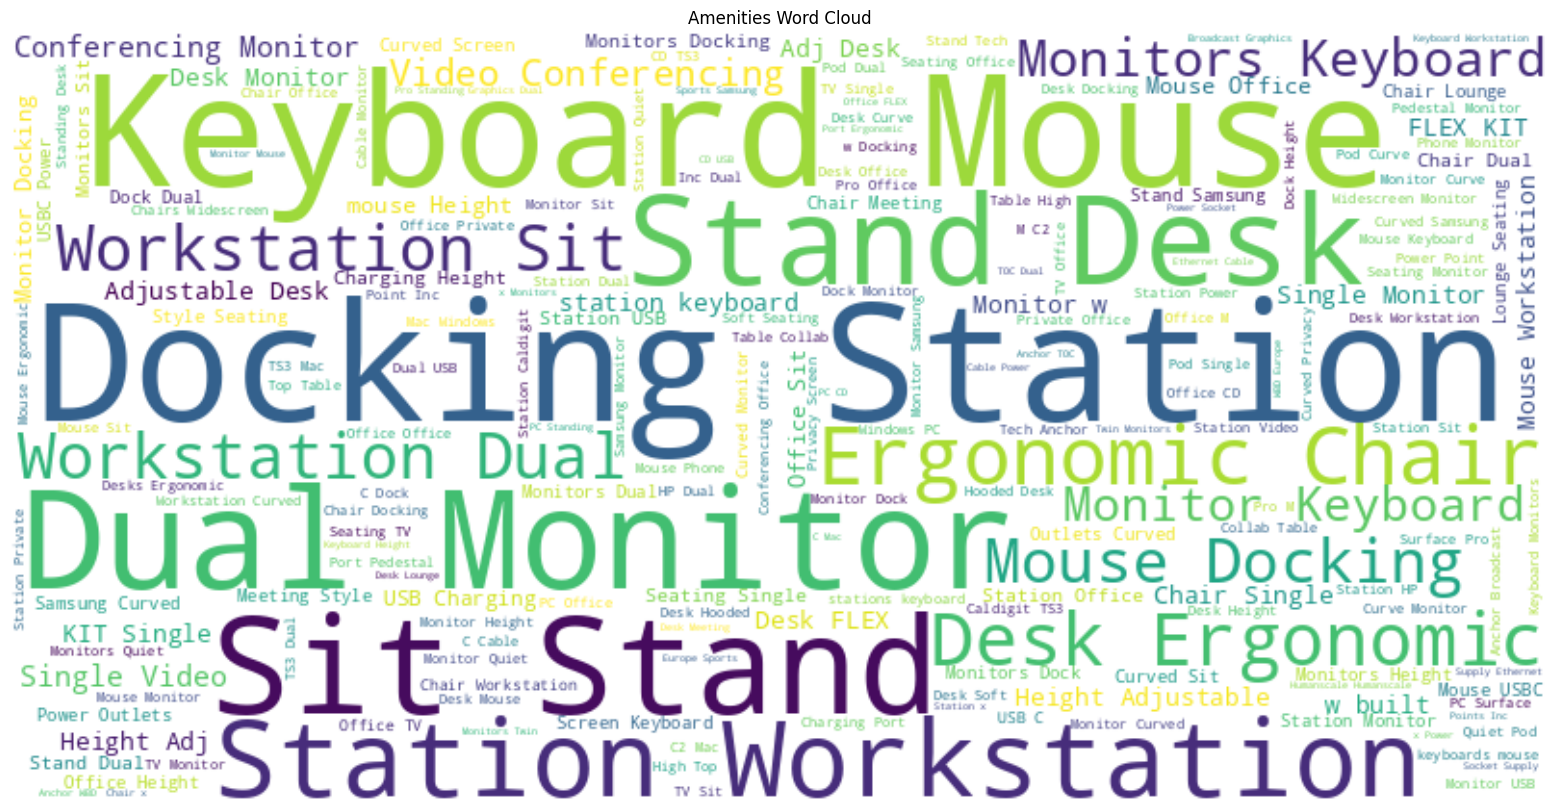 Amenities Word Cloud
Conferencing Monitor
Curved Screen
Monitors Docking
CD TS3
Adj Desk
Stand Tech
Seating Office
Monitors Keyboard
Broadcast Graphics
Keyboard Workstation
Desk Monitor
Video Conferencing
Chair Office
Pro Standing
Graphics Dual
Sports Samsung
Pod Dual
TV Single
Office FLEX
Desk Curve
Port Ergonomic
w Docking
Desk Docking
Mouse Office
Chair Lounge
Pedestal Monitor
FLEX KIT
Phone Monitor
Chair Dual
Pod Curve
Monitor Curve
Keyboard Mouse
Standing Desk
Monitors Sit
Monitor Docking
USBC Power
Cable Monitor
Station Quiet
Monitor Mouse
CD USB
Inc Dual
Desk Office
Pro Office
Dock Height
Dock Dual
Chairs Widescreen
mouse Height
Monitor Sit
Office Private
Chair Meeting
Table High
Stand Samsung
Power Socket
Widescreen Monitor
Curved Samsung
Mouse Keyboard
Power Point
Seating Monitor
Lounge Seating
Mouse Workstation
M C2
TV Office
Ethernet Cable
TOC Dual
Workstation Sit
Stand Desk
Adjustable Desk
Charging Height
Point Inc
Station Dual
x Monitors
station keyboard
Dock Monitor
Soft Seating
Table Collab
Monitor w
Station Power
Private Office
Office M
Single Monitor
Desk Workstation
Style Seating
Mac Windows
Station USB
Mouse Ergonomic
Docking Station
TS3 Mac
Top Table
Dual USB
Station Caldigit
Samsung Monitor
Curved Monitor
Conferencing Office
Office Sit
Privacy Screen
PC CD
Monitor Samsung
Anchor TOC
Cable Power
Pod Single
Office CD
WBD Europe
Curved Privacy
Mouse Sit
Office Office
PC Standing
Windows PC
Tech Anchor
Twin Monitors
Station Video
Station Sit
Workstation Dual
Mouse Phone
Ergonomic Chair
Desks Ergonomic
Workstation Curved
C Dock
Chair Docking
Monitors Dual
HP Dual
Monitor Dock
Hooded Desk
Monitor Keyboard
Pro M
Collab Table
Outlets Curved
Surface Pro
Dual Monitor
Seating TV
Keyboard Height
Port Pedestal
Desk Lounge
C Mac
Mouse Docking
Station Private
Anchor Broadcast
Keyboard Monitors
Samsung Curved
Meeting Style
USB Charging
PC Office
Seating Single
stations keyboard
Station Office
Chair Single
Station HP
Caldigit TS3
Desk Height
Curve Monitor
KIT Single
Monitors Quiet
TS3 Dual
Monitor Height
C Cable
Monitor Quiet
Desk Hooded
Desk Meeting
Desk FLEX
Europe Sports
Sit Stand
Desk Ergonomic
Single Video
Mouse Monitor
Power Outlets
Chair Workstation
Desk Mouse
Monitors Dock
Curved Sit
Monitors Height
Supply Ethernet
Humanscale Humanscale
Mouse USBC
Desk Soft
Station x
Height Adjustable
w built
PC Surface
Points Inc
Office TV
Monitors Twin
Screen Keyboard
Charging Port
USB C
Monitor Curved
Station Monitor
Quiet Pod
x Power
Height Adj
Stand Dual
TV Monitor
Office Height
Anchor WBD
Chair x
Station Workstation
C2 Mac
High Top
TV Sit
keyboards mouse
Socket Supply
Monitor USB